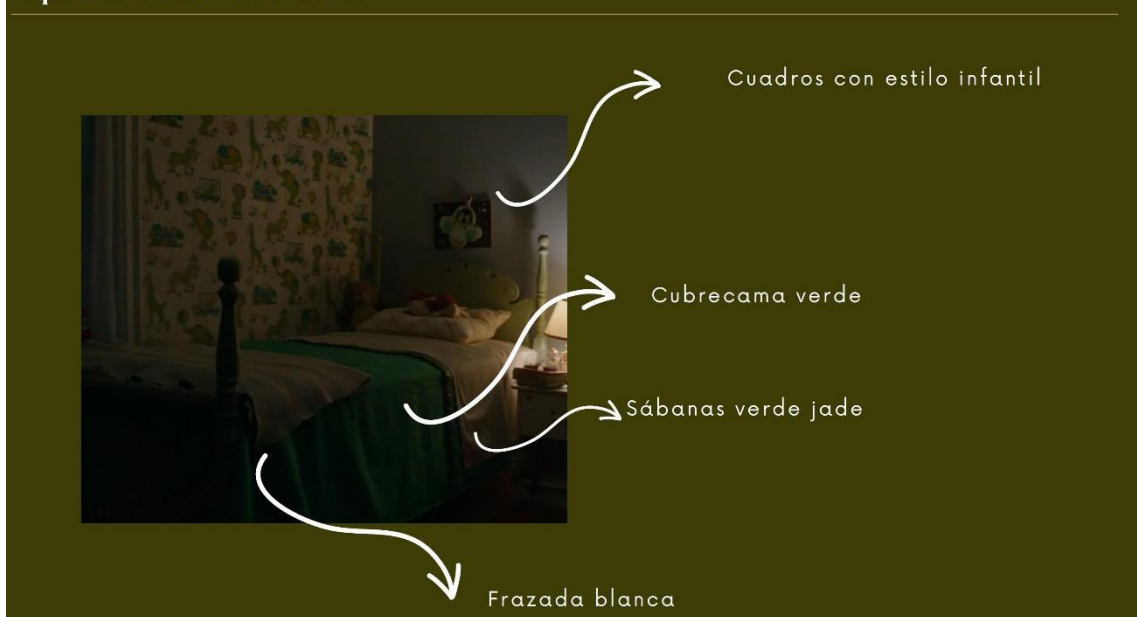 Cuadros con estilo infantil
Cubrecama verde
Sábanas verde jade
Frazada blanca